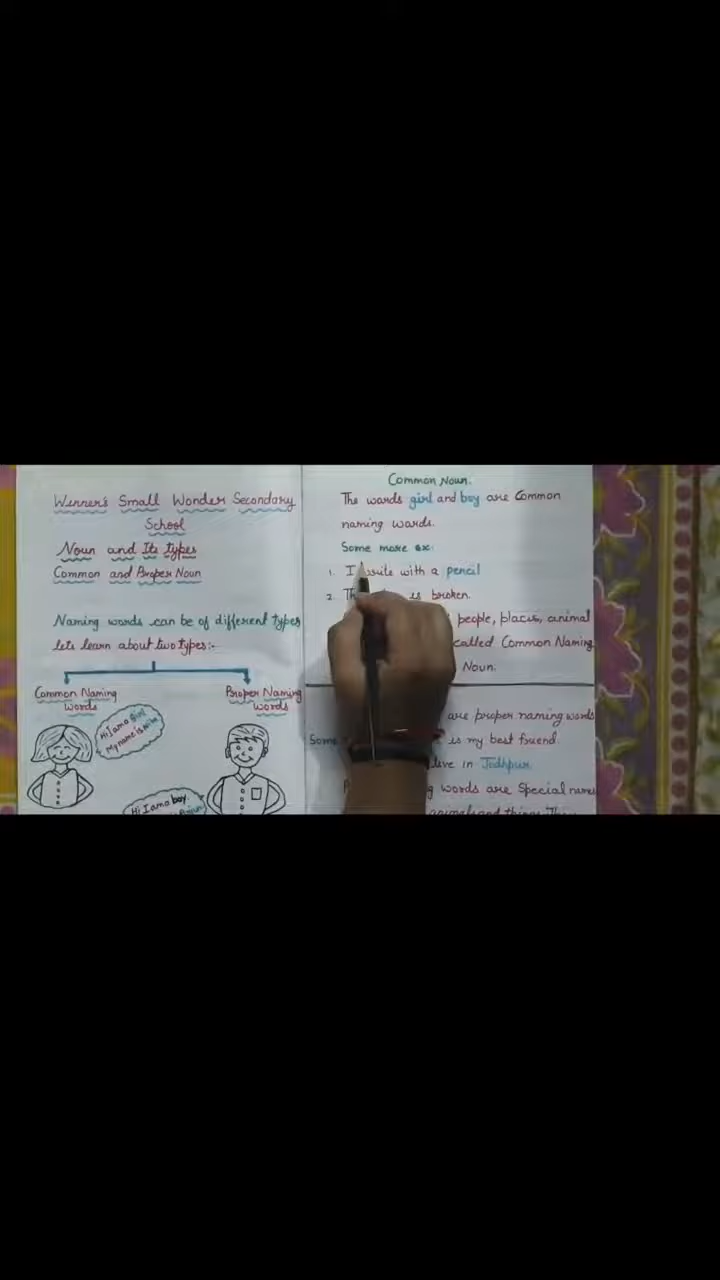 Winner's Small Wonder Secondary
School
Noun and Its types
Common and Proper Noun
Naming words can be of different types
lets learn about two types:-
Common Naming
Words
Proper Naming
Words
Hi I am a Girl
My name is
Hi I am a boy.
Common Noun.
The words girl and boy are Common
naming words.
Some more ex:
1. I write with a pencil
2. is broken.
people, places, animal
called Common Naming
Noun.
are proper naming words
Some is my best friend.
live in Jodhpur
words are Special names
animals and things.